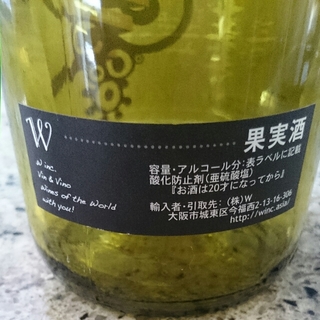 W
W inc.
Vin & Vino
Wines of the World
with you!
果実酒
容量・アルコール分：表ラベルに記載
酸化防止剤（亜硫酸塩）
『お酒は20才になってから』
輸入者・引取先：（株）W
大阪市城東区今福西2-13-16-306
http://winc.asia/